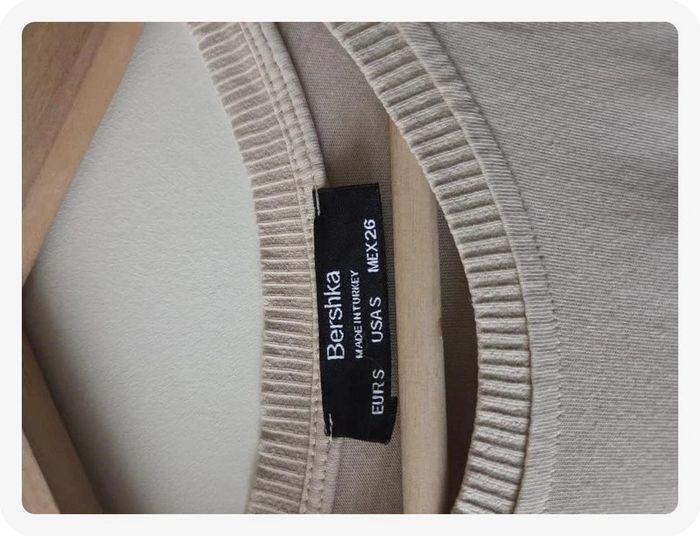 Bershka
MADE IN TURKEY
EUR S USA S MEX 26